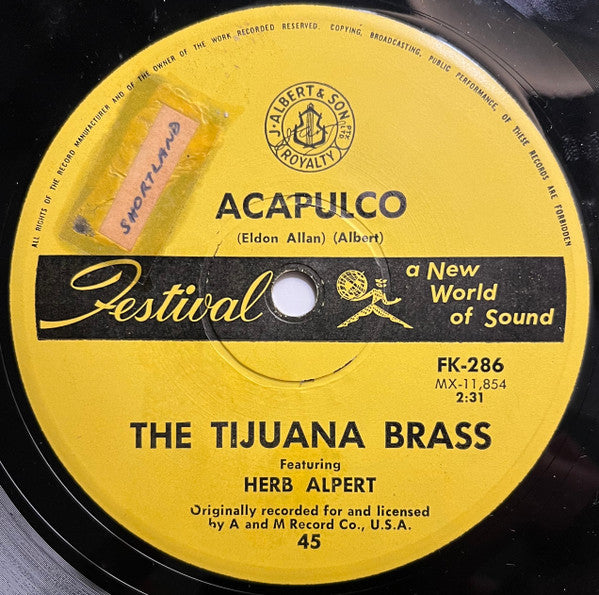 ALL RIGHTS OF THE RECORD MANUFACTURER AND OF THE OWNER OF THE WORK RECORDED RESERVED. COPYING, BROADCASTING, PUBLIC PERFORMANCE, OF THESE RECORDS ARE FORBIDDEN
J. ALBERT & SON PTY. LTD.
ROYALTY
SHORTLAND
ACAPULCO
(Eldon Allan) (Albert)
Festival
a New
World
of Sound
FK-286
MX-11,854
2:31
THE TIJUANA BRASS
Featuring
HERB ALPERT
Originally recorded for and licensed
by A and M Record Co., U.S.A.
45